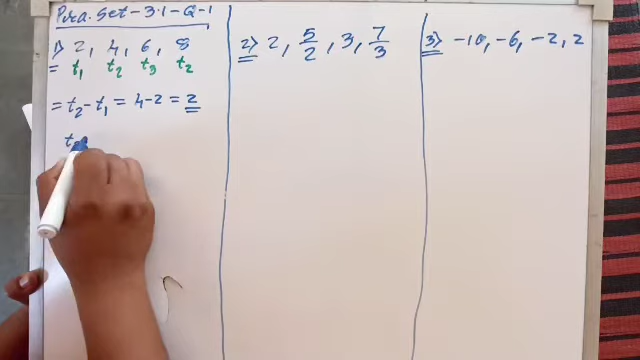 Pra. Set-3.1-Q-1
1) 2, 4, 6, 8
t₁ t₂ t₃ t₂
= t₂-t₁ = 4-2 = 2
2) 2, 5/2, 3, 7/3
3) -10, -6, -2, 2